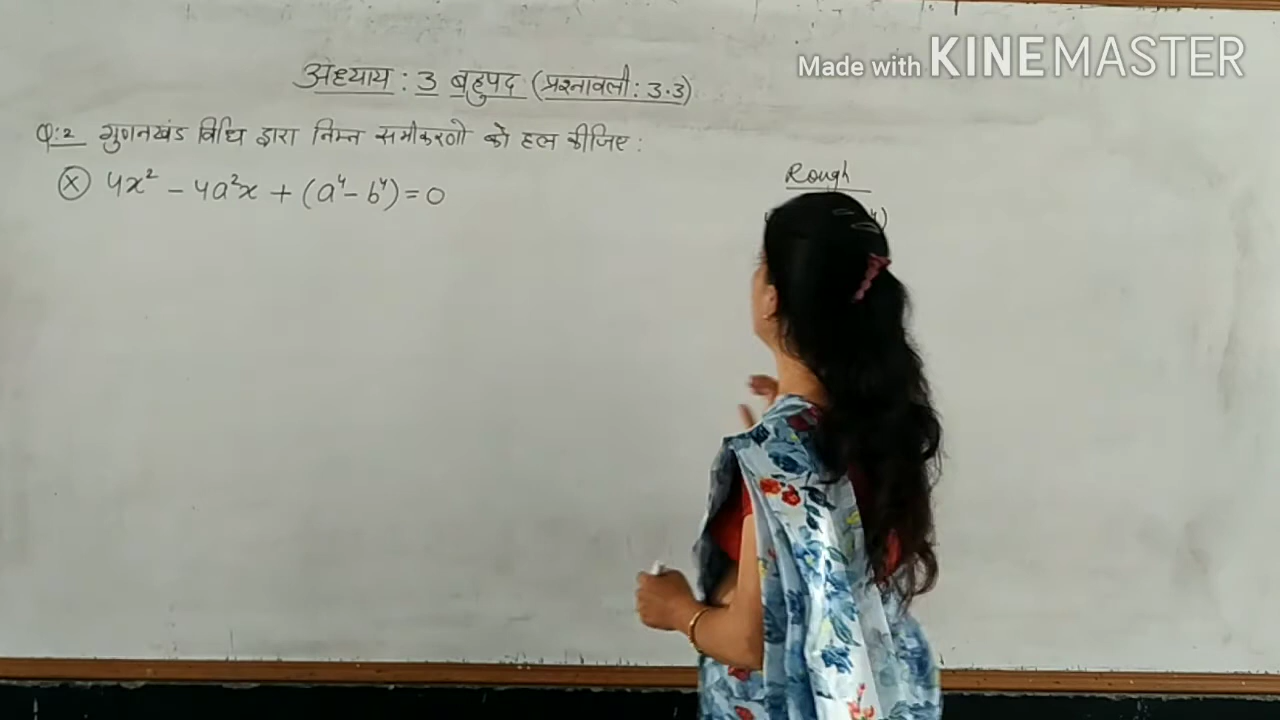 Made with KINEMASTER
अध्याय : 3 बहुपद (प्रश्नावली : 3.3)
Q:2 गुणनखंड विधि द्वारा निम्न समीकरणों को हल कीजिए :
Ⓧ 4x² - 4a²x + (a⁴- b⁴) = 0
Rough